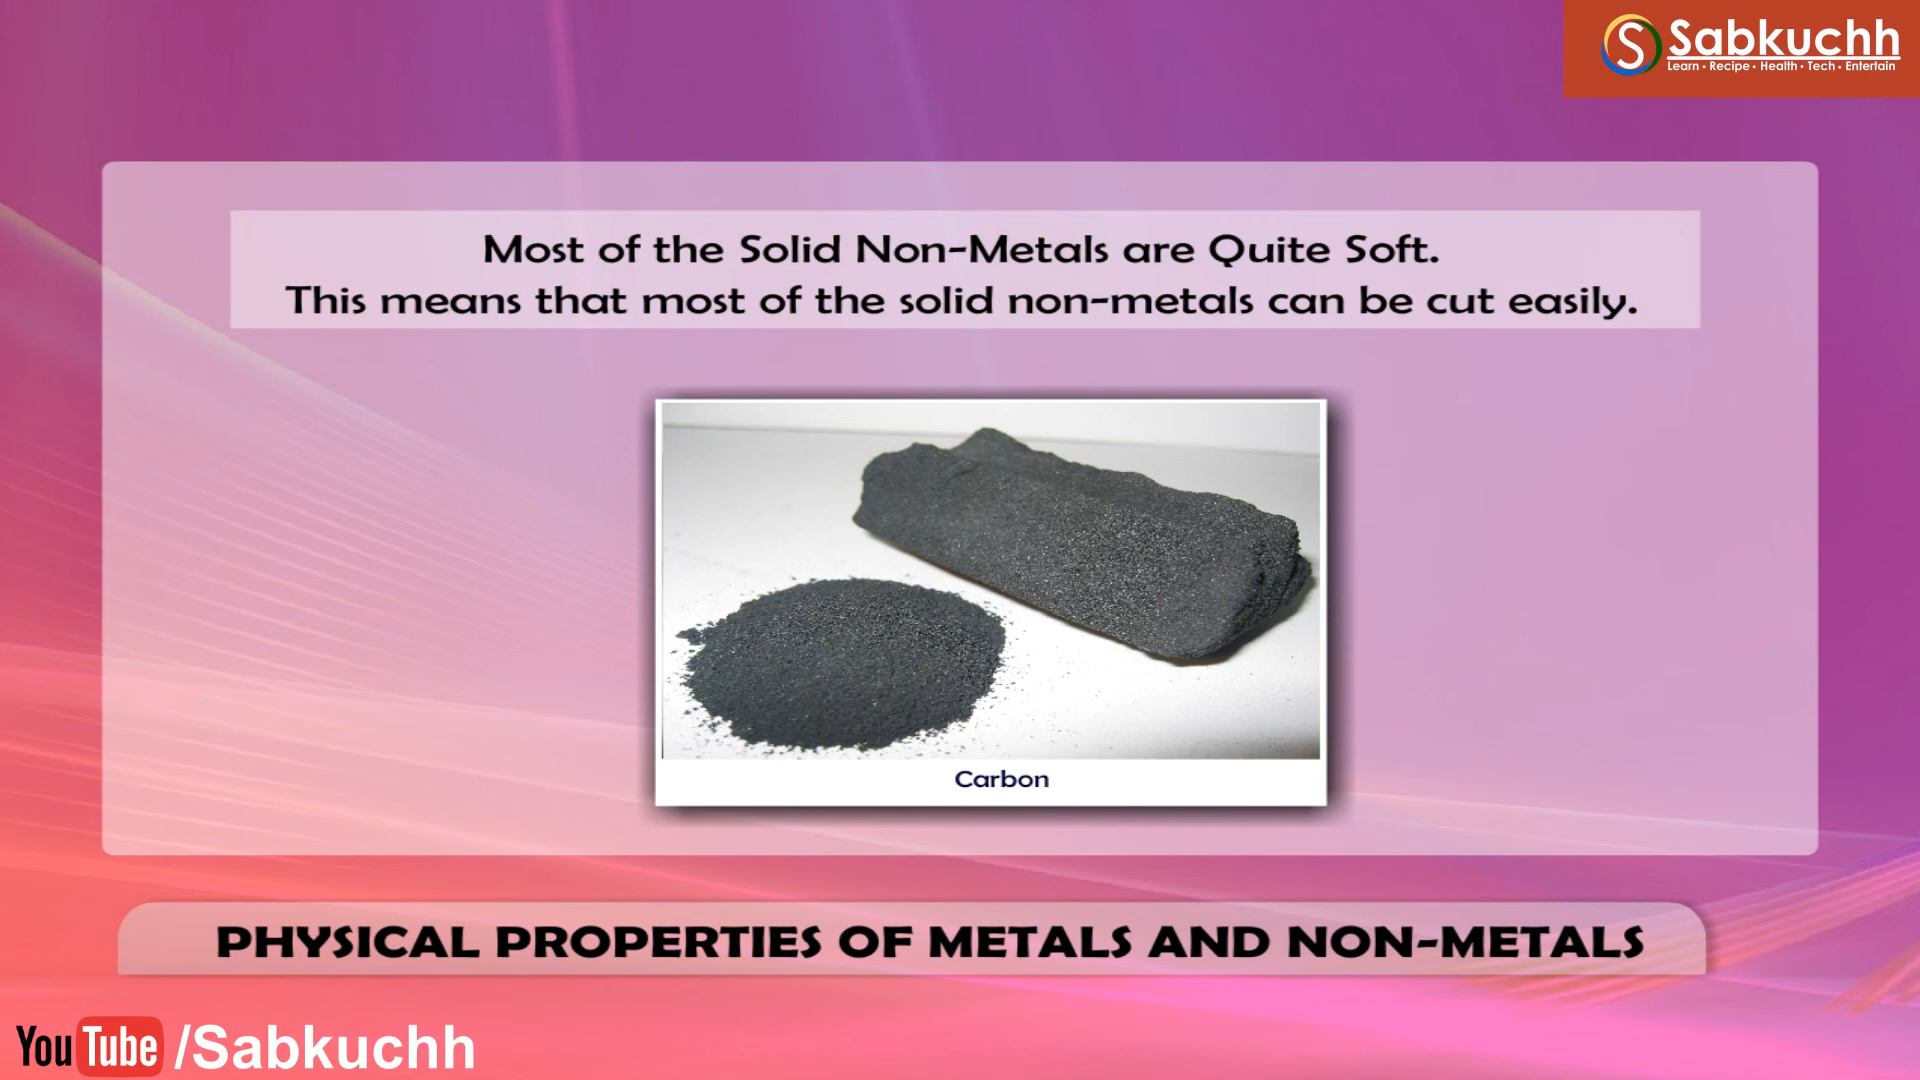 Sabkuchh
Learn • Recipe • Health • Tech • Entertain
Most of the Solid Non-Metals are Quite Soft.
This means that most of the solid non-metals can be cut easily.
Carbon
PHYSICAL PROPERTIES OF METALS AND NON-METALS
YouTube /Sabkuchh